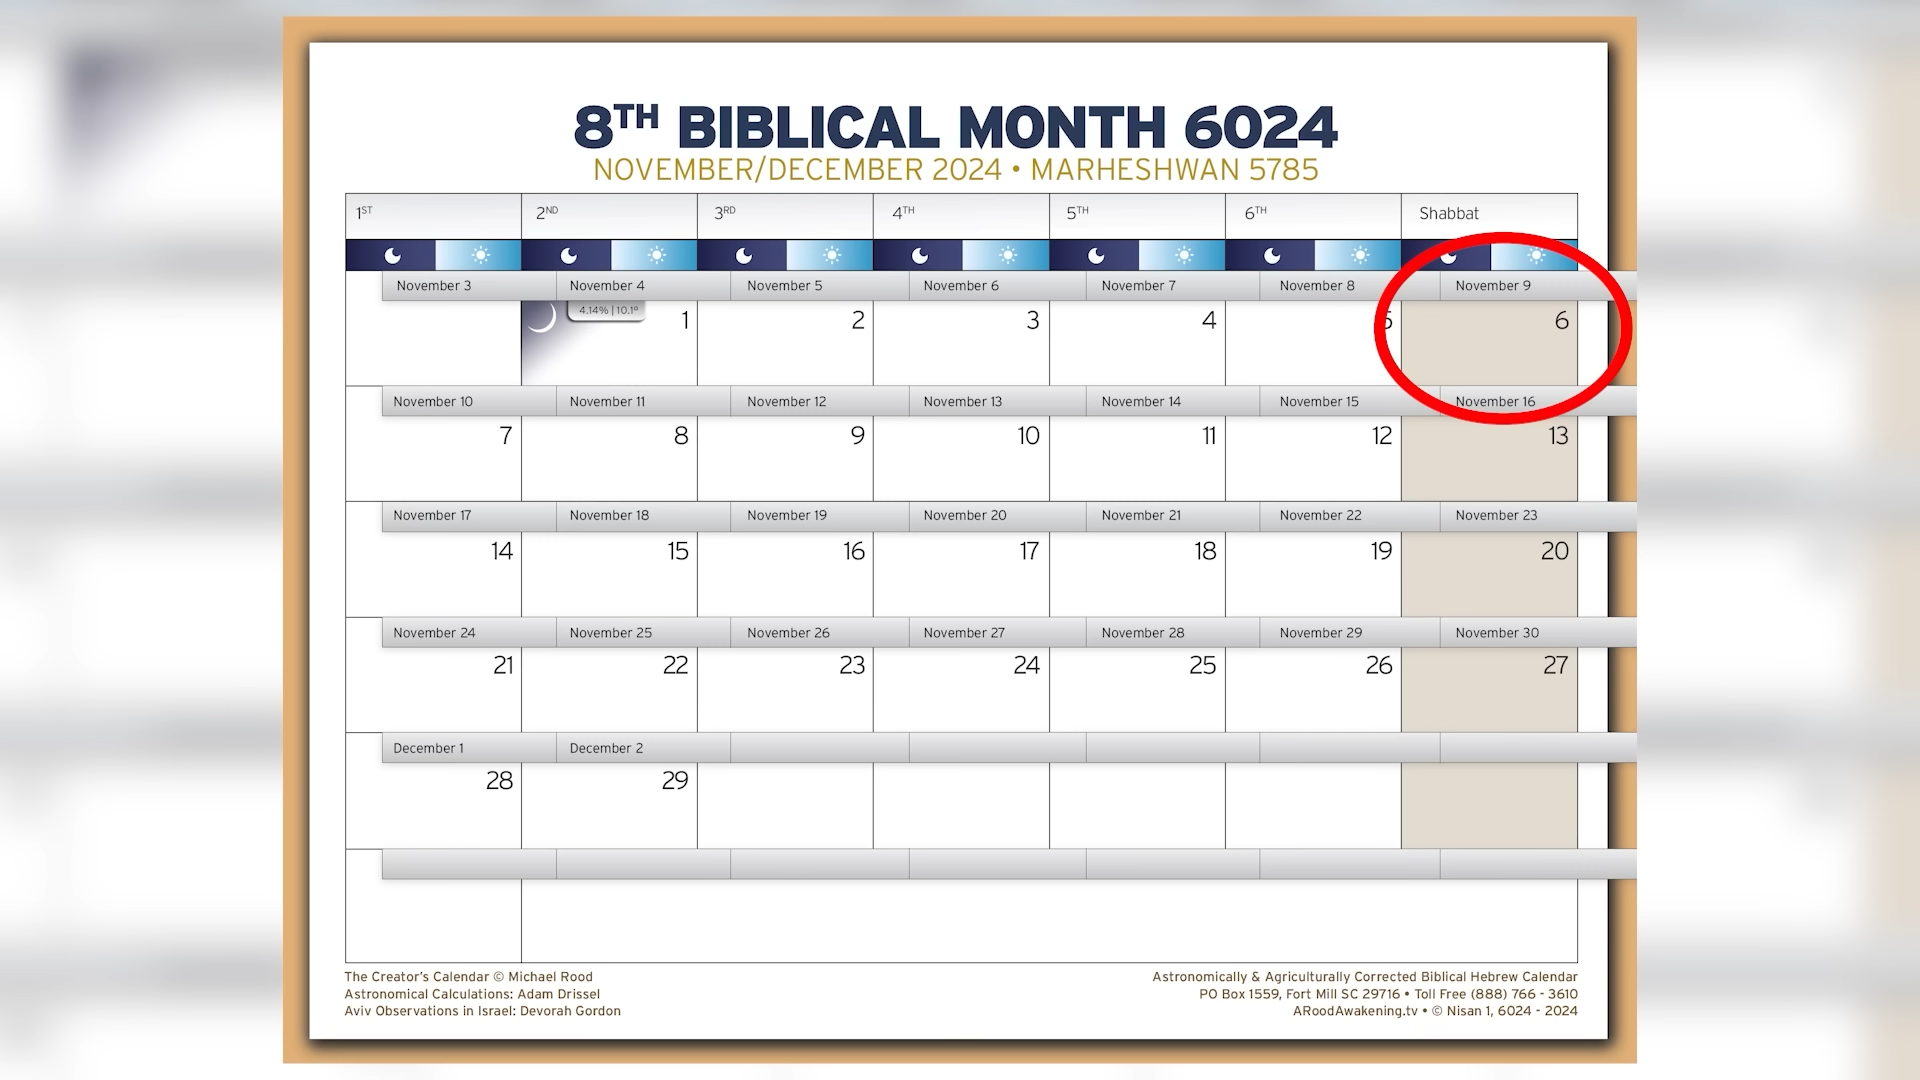 8TH BIBLICAL MONTH 6024
NOVEMBER/DECEMBER 2024 • MARHESHWAN 5785
1ST 2ND 3RD 4TH 5TH 6TH Shabbat
November 3 November 4 November 5 November 6 November 7 November 8 November 9
4.14% | 10.1°
1 2 3 4 5 6
November 10 November 11 November 12 November 13 November 14 November 15 November 16
7 8 9 10 11 12 13
November 17 November 18 November 19 November 20 November 21 November 22 November 23
14 15 16 17 18 19 20
November 24 November 25 November 26 November 27 November 28 November 29 November 30
21 22 23 24 25 26 27
December 1 December 2
28 29
The Creator's Calendar © Michael Rood
Astronomical Calculations: Adam Drissel
Aviv Observations in Israel: Devorah Gordon
Astronomically & Agriculturally Corrected Biblical Hebrew Calendar
PO Box 1559, Fort Mill SC 29716 • Toll Free (888) 766 - 3610
ARoodAwakening.tv • © Nisan 1, 6024 - 2024